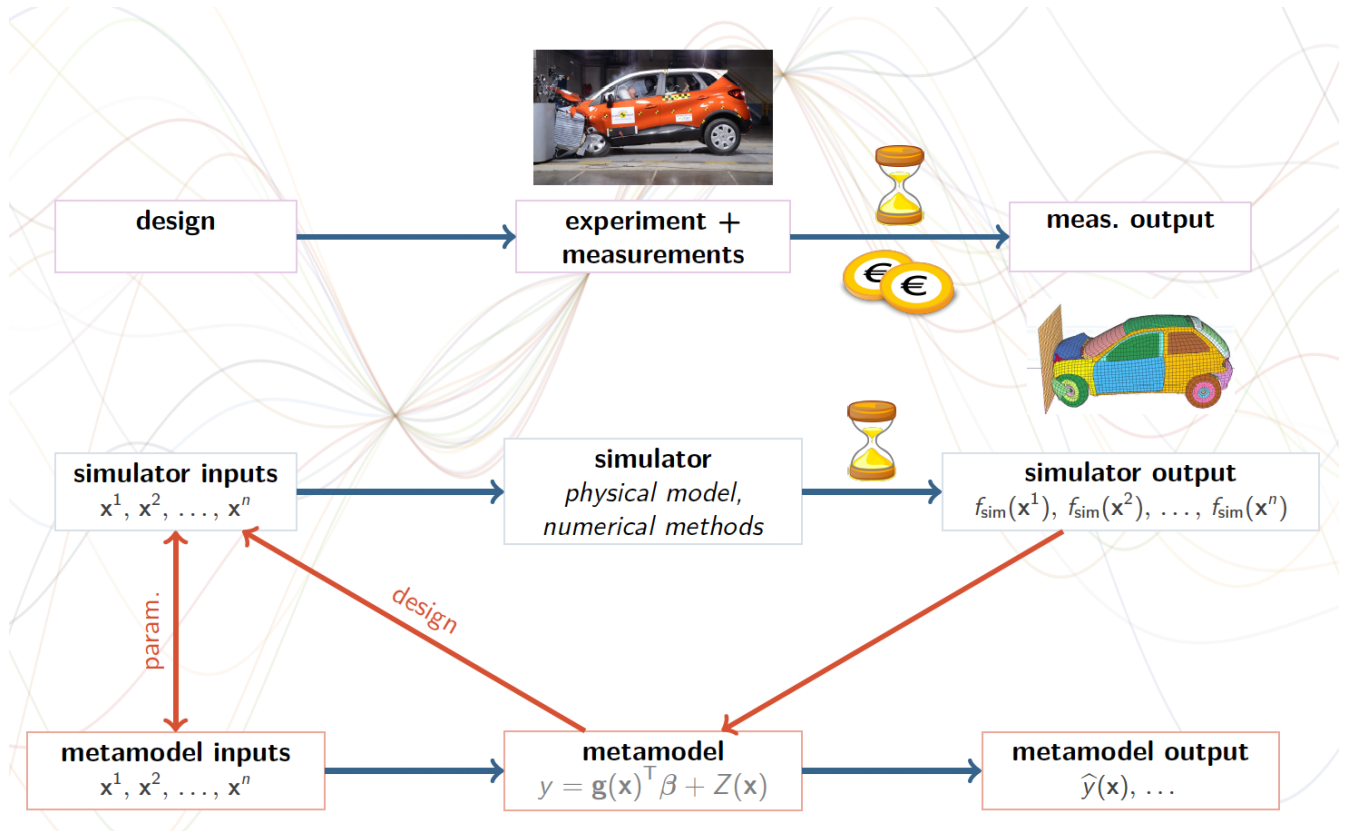 design
experiment +
measurements
meas. output
€
€
simulator inputs
x¹, x², …, xⁿ
simulator
physical model,
numerical methods
simulator output
f_sim(x¹), f_sim(x²), …, f_sim(xⁿ)
param.
design
metamodel inputs
x¹, x², …, xⁿ
metamodel
y = g(x)ᵀβ + Z(x)
metamodel output
ŷ(x), …